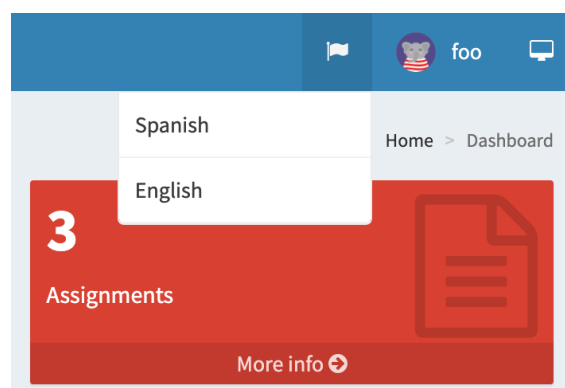 foo
Spanish
Home > Dashboard
English
3
Assignments
More info